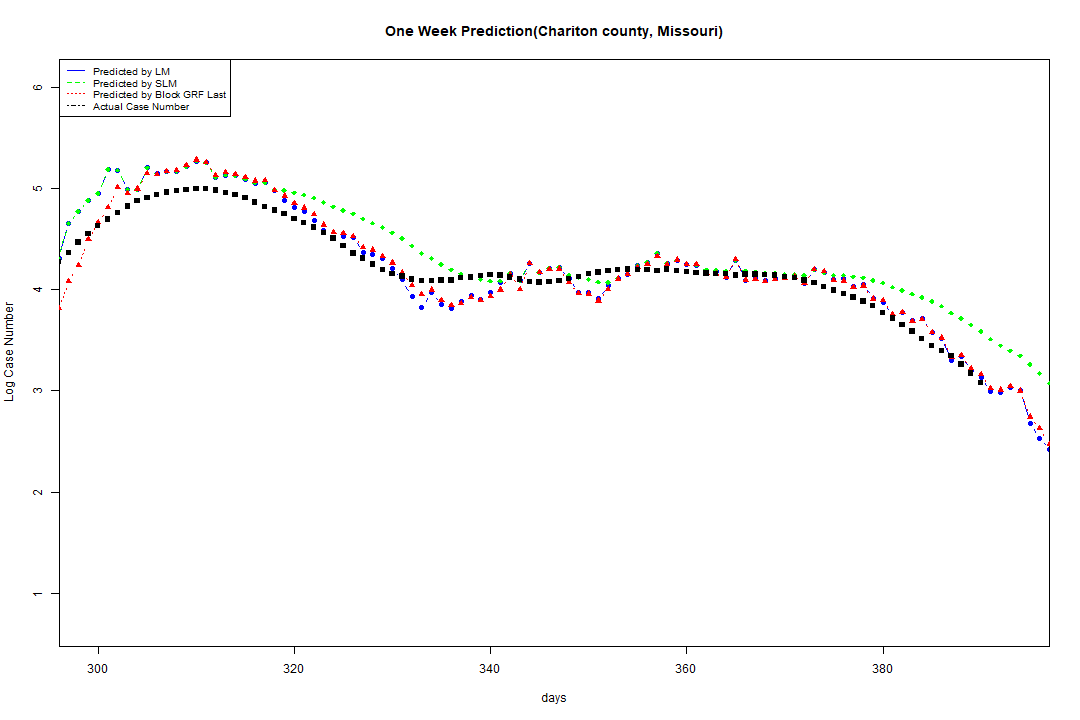 One Week Prediction(Chariton county, Missouri)
Predicted by LM
Predicted by SLM
Predicted by Block GRF Last
Actual Case Number
6
5
4
3
2
1
Log Case Number
300 320 340 360 380
days